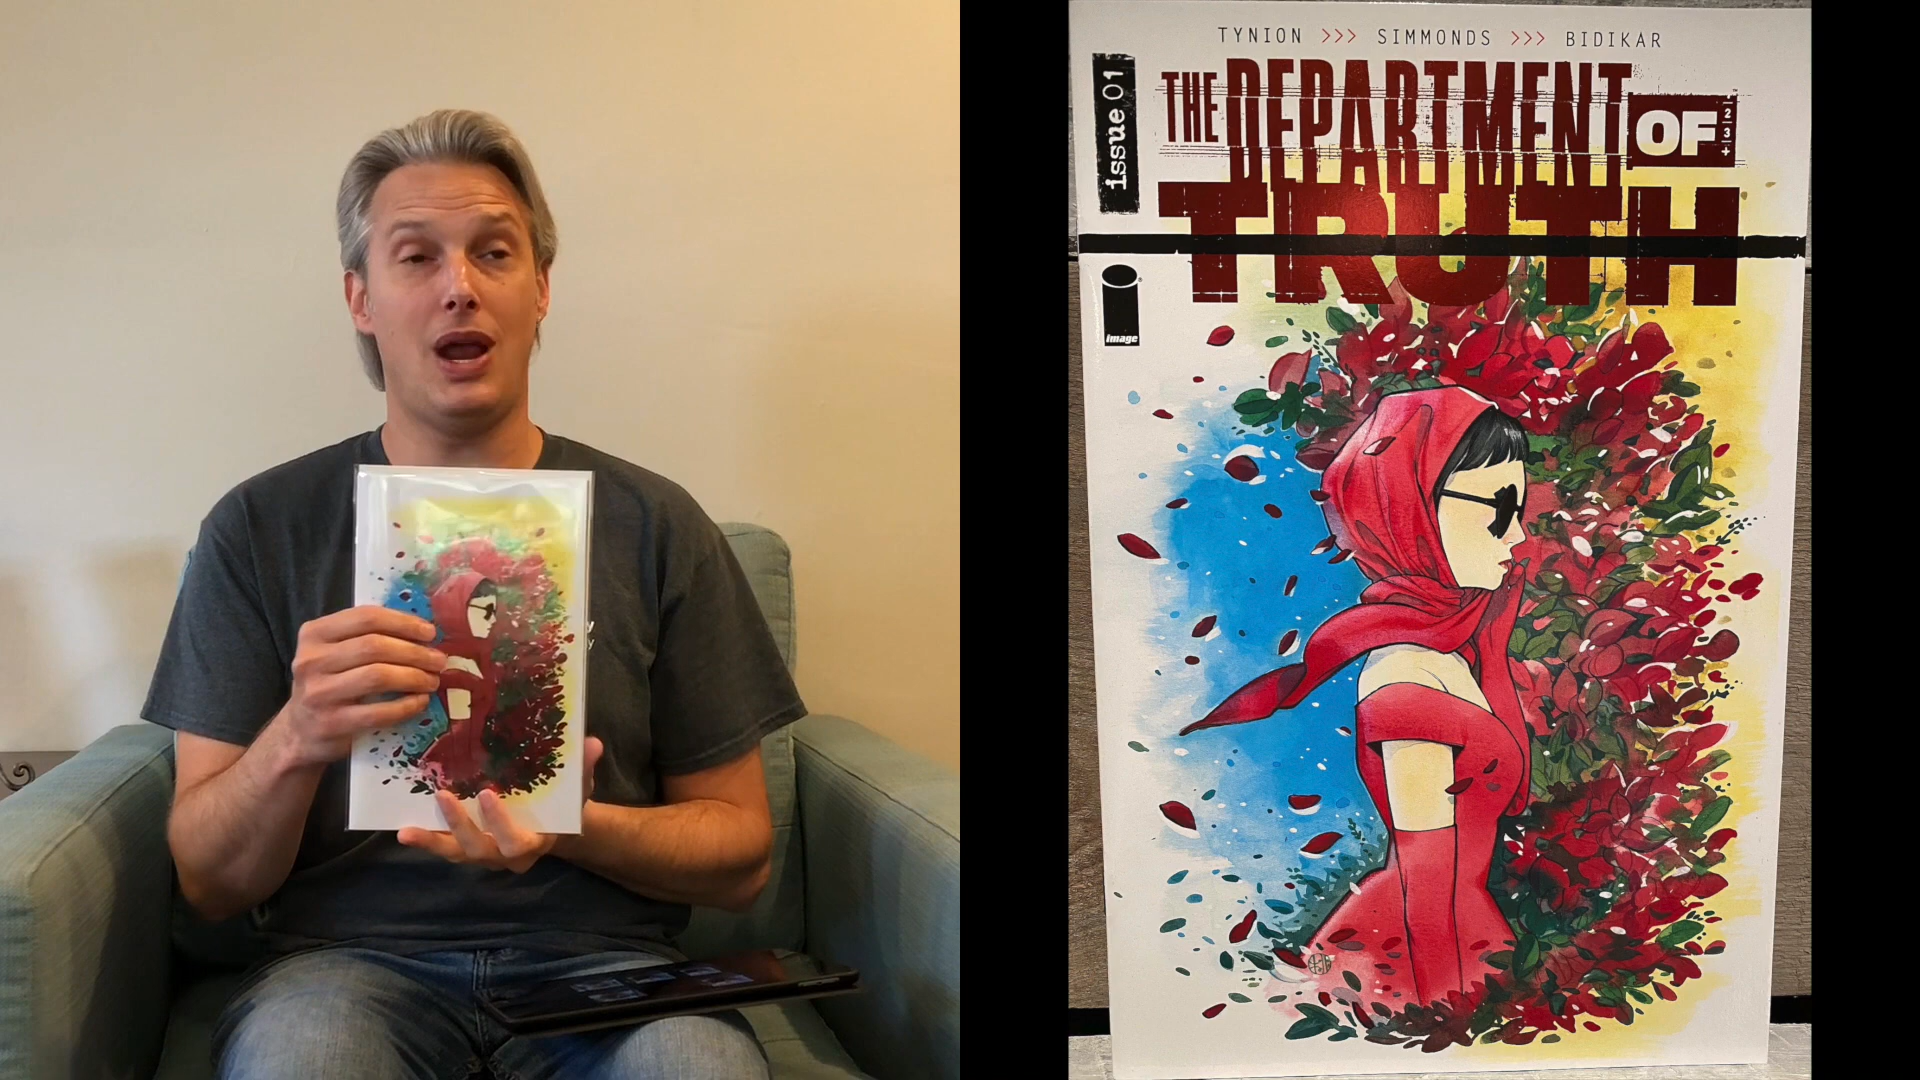 TYNION >>> SIMMONDS >>> BIDIKAR
issue 01
THE DEPARTMENT OF
TRUTH
image